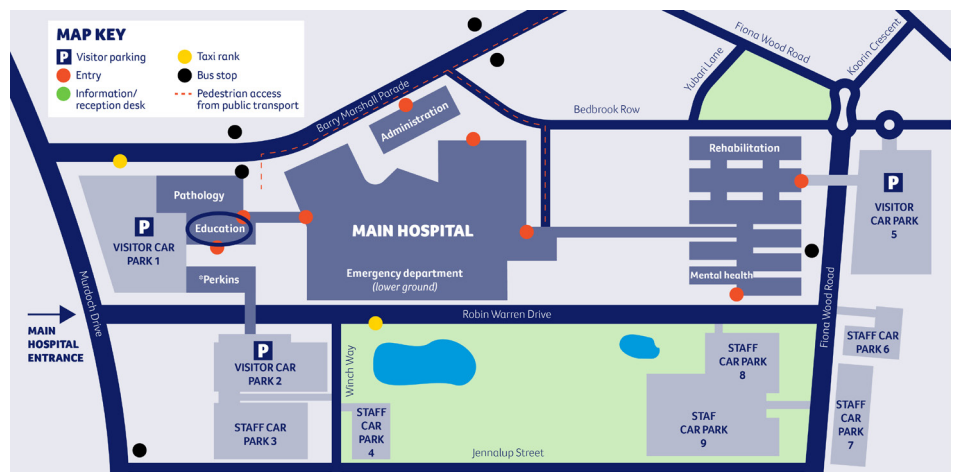 MAP KEY
P Visitor parking
Entry
Information/
reception desk
Taxi rank
Bus stop
Pedestrian access
from public transport
Barry Marshall Parade
Fiona Wood Road
Koorin Crescent
Yubari Lane
Bedbrook Row
Administration
Rehabilitation
Pathology
Education
P
VISITOR CAR
PARK 1
MAIN HOSPITAL
Emergency department
(lower ground)
P
VISITOR
CAR PARK
5
°Perkins
Mental health
Murdoch Drive
MAIN
HOSPITAL
ENTRANCE
Robin Warren Drive
Fiona Wood Road
P
VISITOR CAR
PARK 2
Winch Way
STAFF
CAR PARK
8
STAFF CAR
PARK 6
STAFF CAR
PARK 3
STAFF
CAR
PARK
4
STAF
CAR PARK
9
STAFF
CAR
PARK
7
Jennalup Street